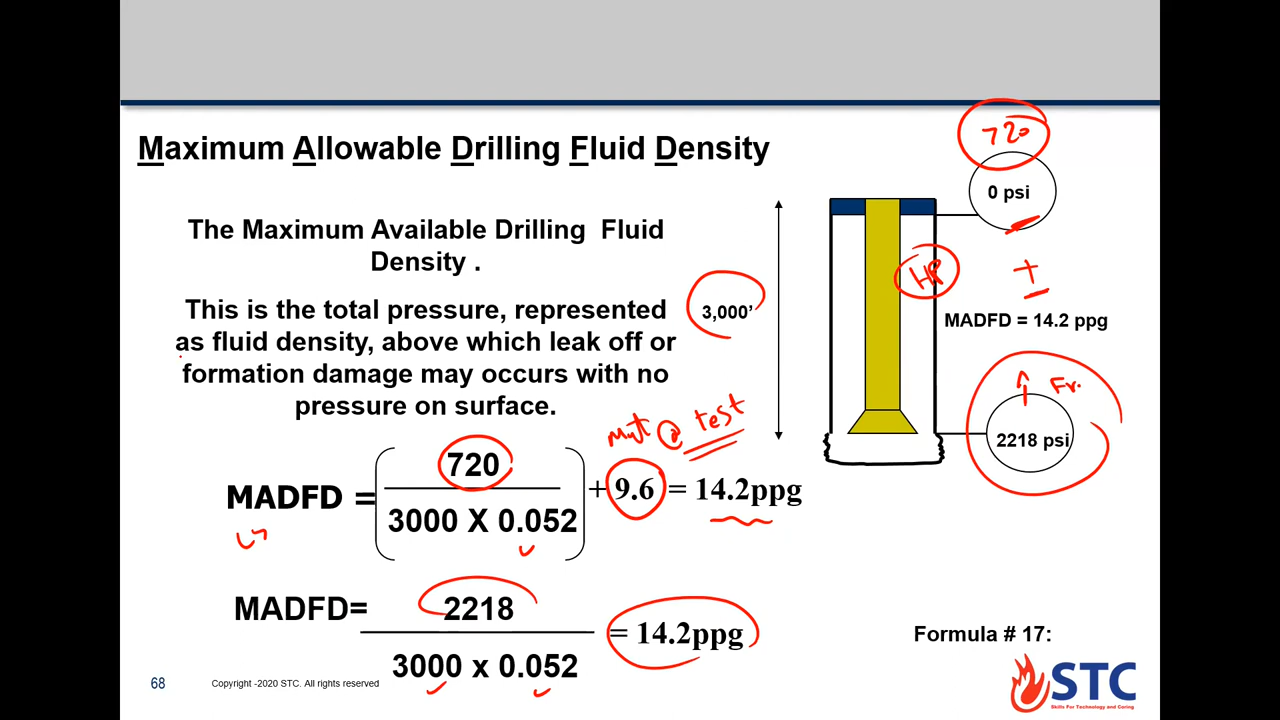 Maximum Allowable Drilling Fluid Density
720
0 psi
The Maximum Available Drilling Fluid
Density .
HP
+
This is the total pressure, represented
as fluid density, above which leak off or
formation damage may occurs with no
pressure on surface.
3,000'
MADFD = 14.2 ppg
Fr.
2218 psi
mut @ test
MADFD = 720 / 3000 X 0.052 + 9.6 = 14.2ppg
MADFD= 2218 / 3000 x 0.052 = 14.2ppg
Formula # 17:
68
Copyright -2020 STC. All rights reserved
STC
Skills For Technology and Caring